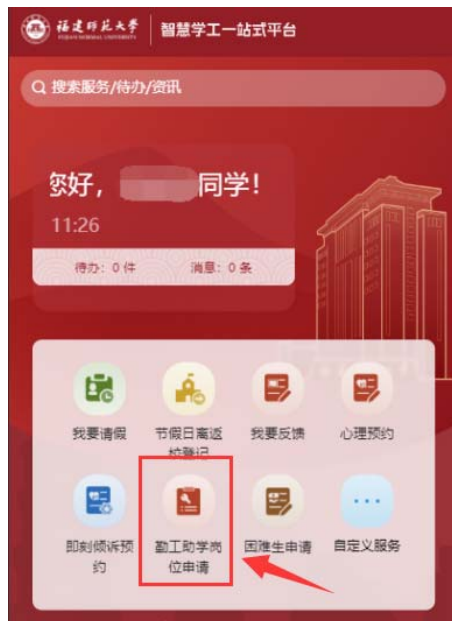 福建师范大学
FUJIAN NORMAL UNIVERSITY
智慧学工一站式平台
搜索服务/待办/资讯
您好， 同学！
11:26
待办：0 件 消息：0 条
我要请假 节假日离返校登记 我要反馈 心理预约
即刻倾诉预约 勤工助学岗位申请 困难生申请 自定义服务